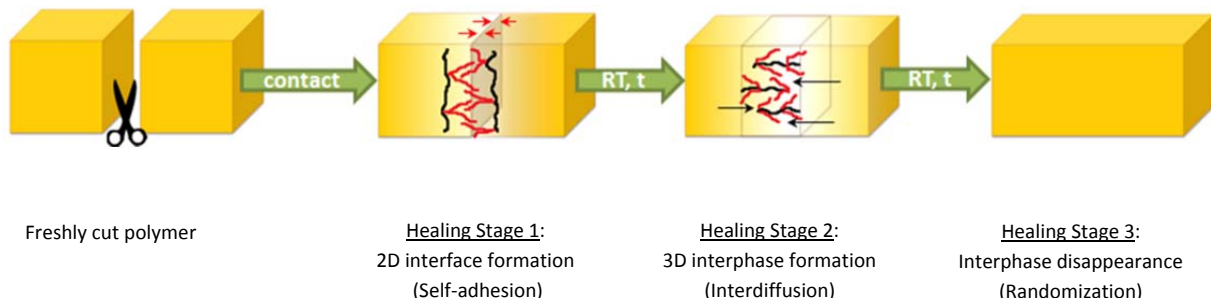 contact
RT, t
RT, t
Freshly cut polymer
Healing Stage 1:
2D interface formation
(Self-adhesion)
Healing Stage 2:
3D interphase formation
(Interdiffusion)
Healing Stage 3:
Interphase disappearance
(Randomization)